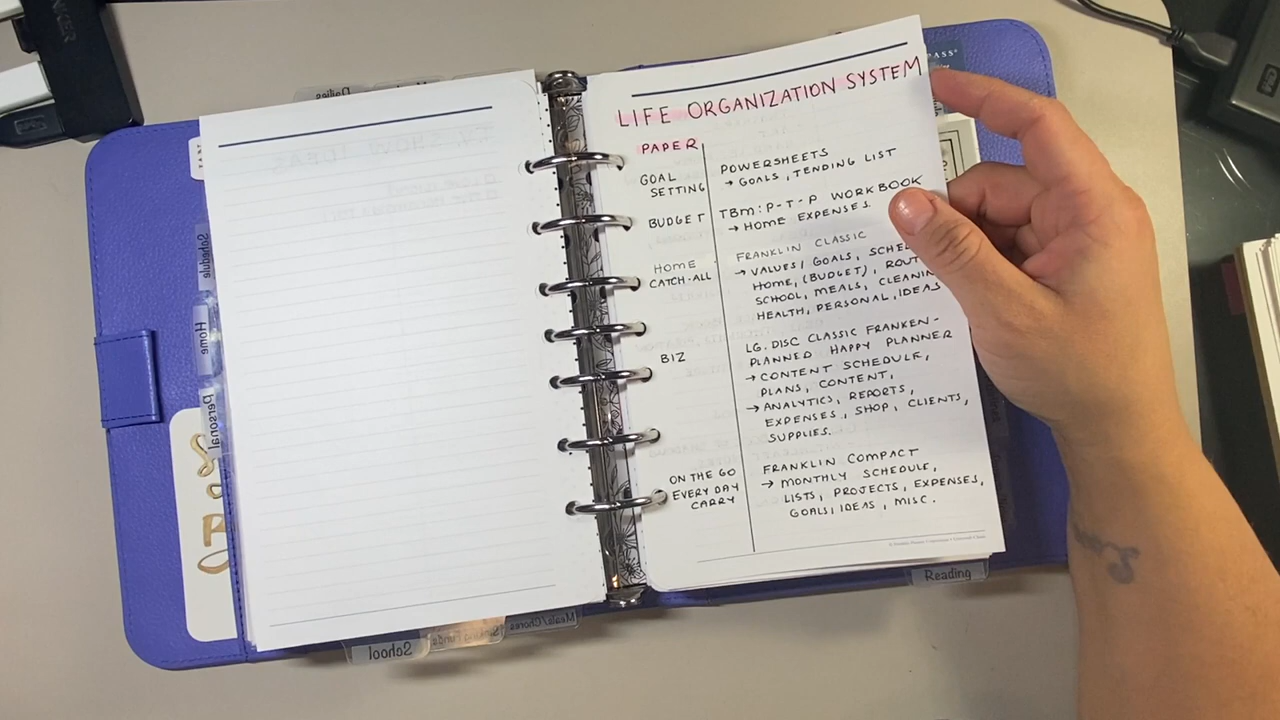 LIFE ORGANIZATION SYSTEM
PAPER
GOAL SETTING
POWERSHEETS
→ GOALS, TENDING LIST
BUDGET
TBM: P-T-P WORKBOOK
→ HOME EXPENSES.
HOME CATCH-ALL
FRANKLIN CLASSIC
→ VALUES/GOALS,
HOME, (BUDGET),
SCHOOL, MEALS,
HEALTH, PERSONAL, IDEAS
BIZ
LG. DISC CLASSIC FRANKEN-
PLANNED HAPPY PLANNER
→ CONTENT SCHEDULE,
PLANS, CONTENT,
→ ANALYTICS, REPORTS,
EXPENSES, SHOP, CLIENTS,
SUPPLIES.
ON THE GO
EVERY DAY
CARRY
FRANKLIN COMPACT
→ MONTHLY SCHEDULE,
LISTS, PROJECTS, EXPENSES,
GOALS, IDEAS, MISC.
Reading
School
Sinking Funds
Meals/Chores
Schedule
Home
Personal